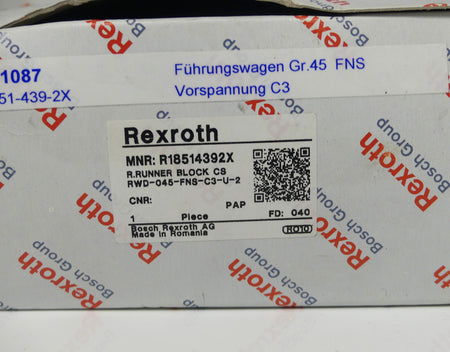 1087
51-439-2X
Führungswagen Gr.45 FNS
Vorspannung C3
Rexroth
MNR: R18514392X
R.RUNNER BLOCK CS
RWD-045-FNS-C3-U-2
CNR:
PAP
1 Piece FD: 040
Bosch Rexroth AG
Made in Romania
RO10
Rexroth
Bosch Group
Rexroth
Bosch Group
Rexroth
Bosch Group
Rexroth
Bosch Group